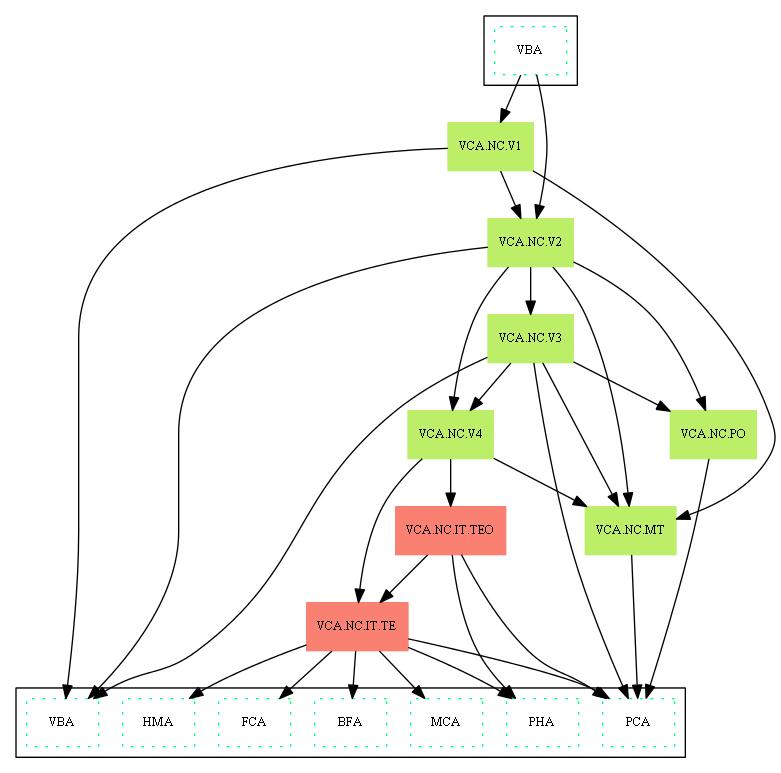 VBA
VCA.NC.V1
VCA.NC.V2
VCA.NC.V3
VCA.NC.V4
VCA.NC.PO
VCA.NC.IT.TEO
VCA.NC.MT
VCA.NC.IT.TE
VBA
HMA
FCA
BFA
MCA
PHA
PCA